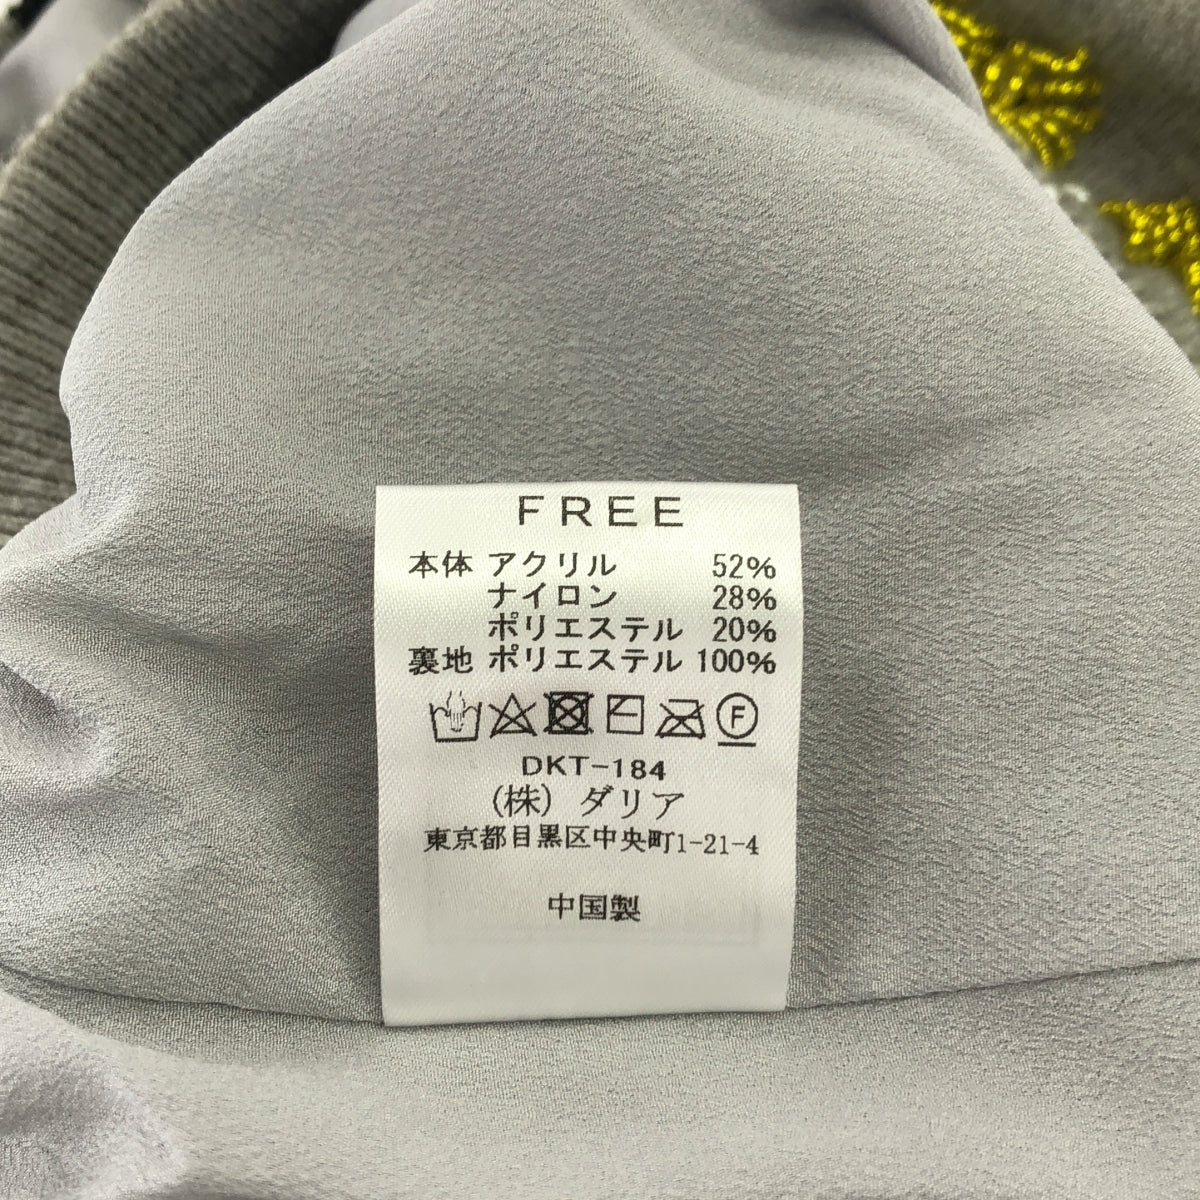 FREE
本体 アクリル 52%
ナイロン 28%
ポリエステル 20%
裏地 ポリエステル 100%
F
DKT-184
(株) ダリア
東京都目黒区中央町1-21-4
中国製